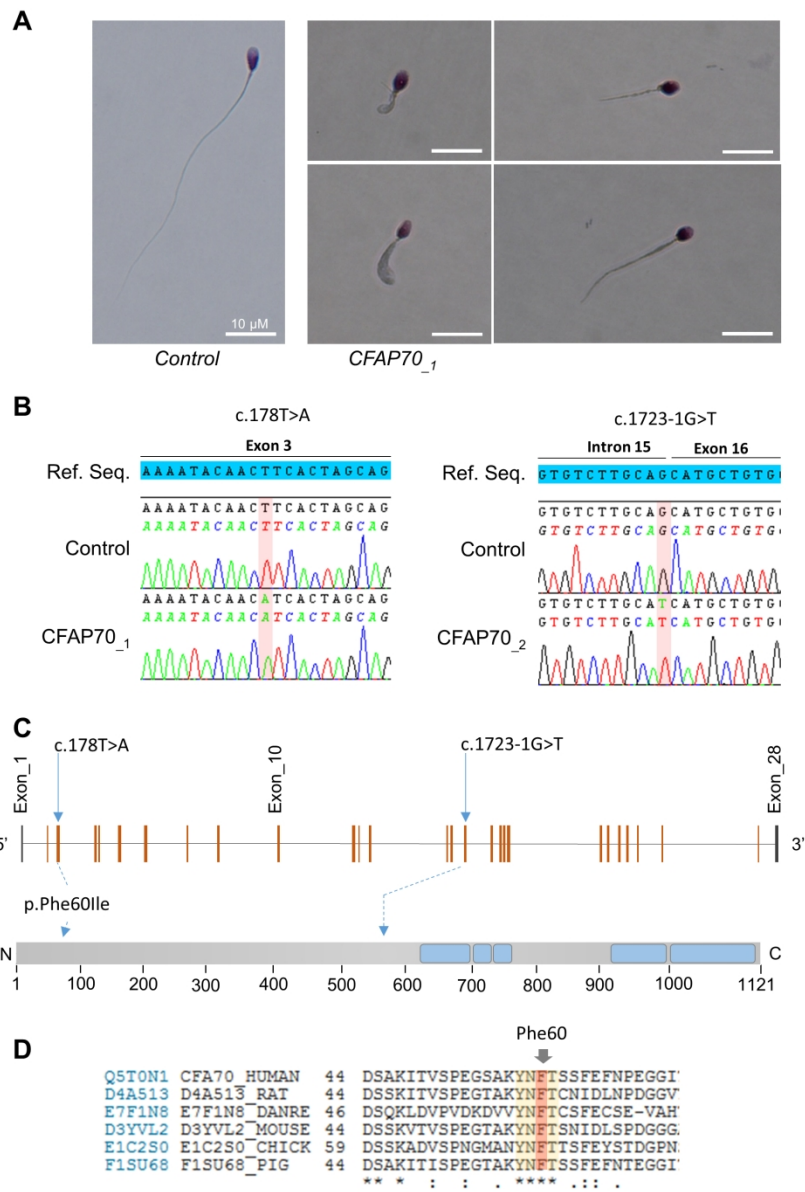 A
10 μM
Control
CFAP70_1
B
c.178T>A
Exon 3
Ref. Seq.
AAAATACAACTTCACTAGCAG
Control
AAAATACAACTTCACTAGCAG
AAAATACAACTTCACTAGCAG
CFAP70_1
AAAATACAACATCACTAGCAG
AAAATACAACATCACTAGCAG
c.1723-1G>T
Intron 15 Exon 16
Ref. Seq.
GTGTCTTGCAGCATGCTGTG
Control
GTGTCTTGCAGCATGCTGTG
GTGTCTTGCAGCATGCTGTG
CFAP70_2
GTGTCTTGCATCATGCTGTG
GTGTCTTGCATCATGCTGTG
C
Exon_1
c.178T>A
Exon_10
c.1723-1G>T
Exon_28
5’
3’
p.Phe60Ile
N
C
1 100 200 300 400 500 600 700 800 900 1000 1121
D
Phe60
Q5T0N1 CFA70_HUMAN 44 DSAKITVSPEGSAKYNFTSSFEFNPEGGI
D4A513 D4A513_RAT 44 DSSKITVSPEGTAKYNFTCNIDLNPDGGV
E7F1N8 E7F1N8_DANRE 46 DSQKLDVPVDKDVVYNFTCSFECSE-VAH
D3YVL2 D3YVL2_MOUSE 44 DSSKVTVSPEGTAKYNFTSNIDLSPDGGG
E1C2S0 E1C2S0_CHICK 59 DSSKADVSPNGMANYNFTTSFEYSTDGPN
F1SU68 F1SU68_PIG 44 DSAKITISPEGTAKYNFTSSFEFNTEGGI
** * : : **** .:: .